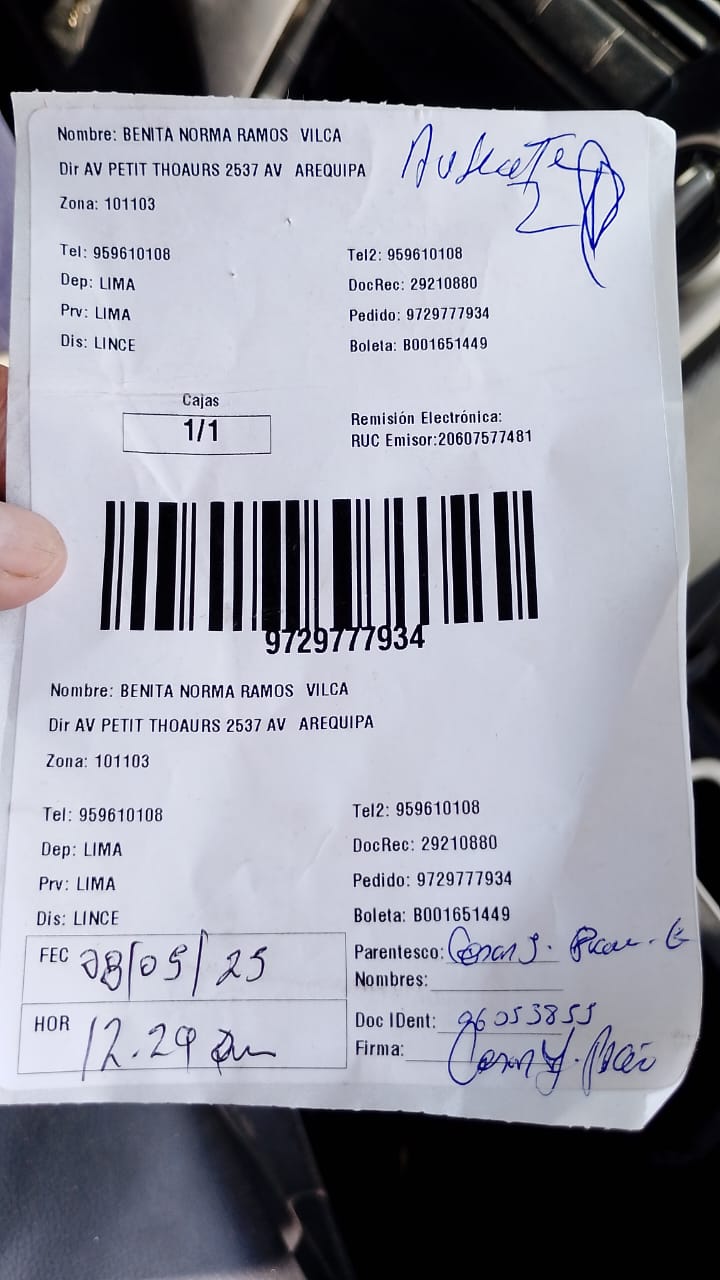 Nombre: BENITA NORMA RAMOS VILCA
Dir AV PETIT THOAURS 2537 AV AREQUIPA
Zona: 101103
Ausente
2
Tel: 959610108 Tel2: 959610108
Dep: LIMA DocRec: 29210880
Prv: LIMA Pedido: 9729777934
Dis: LINCE Boleta: B001651449
Cajas
1/1
Remisión Electrónica:
RUC Emisor:20607577481
9729777934
Nombre: BENITA NORMA RAMOS VILCA
Dir AV PETIT THOAURS 2537 AV AREQUIPA
Zona: 101103
Tel: 959610108 Tel2: 959610108
Dep: LIMA DocRec: 29210880
Prv: LIMA Pedido: 9729777934
Dis: LINCE Boleta: B001651449
FEC 08/05/25
Parentesco:
Nombres:
HOR 12.29
Doc IDent: 96053855
Firma: